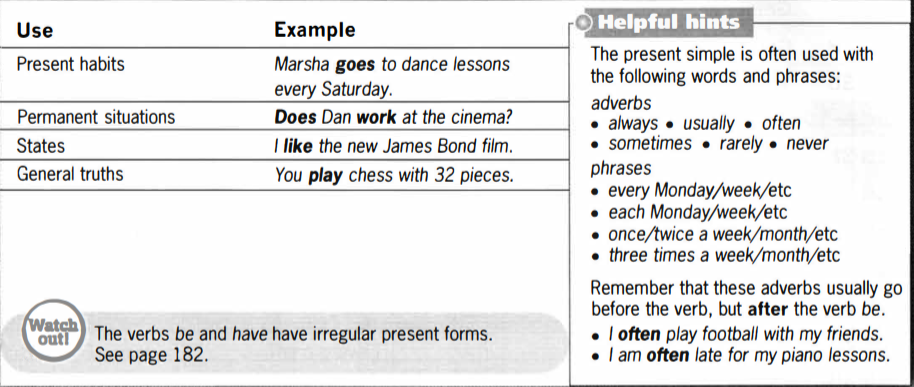 Use Example
Present habits Marsha goes to dance lessons
every Saturday.
Permanent situations Does Dan work at the cinema?
States I like the new James Bond film.
General truths You play chess with 32 pieces.
Watch
out!
The verbs be and have have irregular present forms.
See page 182.
Helpful hints
The present simple is often used with
the following words and phrases:
adverbs
• always • usually • often
• sometimes • rarely • never
phrases
• every Monday/week/etc
• each Monday/week/etc
• once/twice a week/month/etc
• three times a week/month/etc
Remember that these adverbs usually go
before the verb, but after the verb be.
• I often play football with my friends.
• I am often late for my piano lessons.